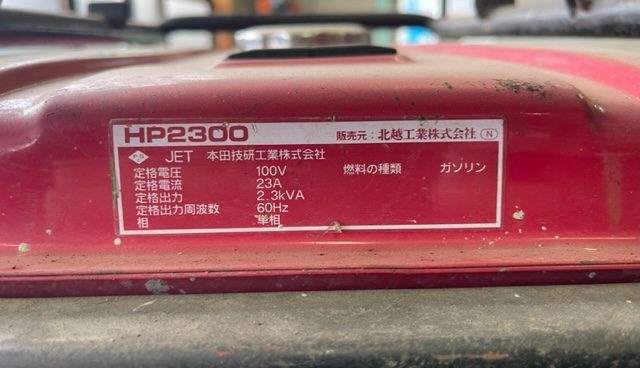 HP2300 販売元：北越工業株式会社 Ⓝ
JET 本田技研工業株式会社
定格電圧 100V 燃料の種類 ガソリン
定格電流 23A
定格出力 2.3kVA
定格出力周波数 60Hz
相 単相